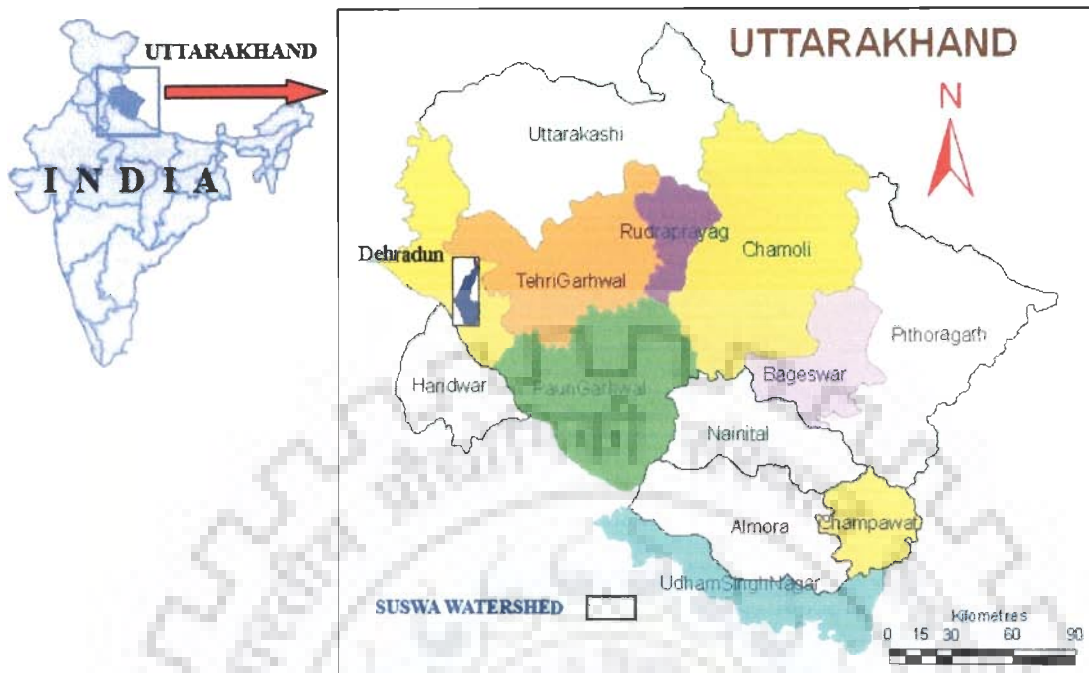 UTTARAKHAND
INDIA
UTTARAKHAND
N
Uttarakashi
Dehradun
Rudraprayag
Chamoli
TehriGarhwal
Pithoragarh
Haridwar
PauriGarhwal
Bageswar
Nainital
Almora
Champawat
UdhamSinghNagar
SUSWA WATERSHED
Kilometres
0 15 30 60 90